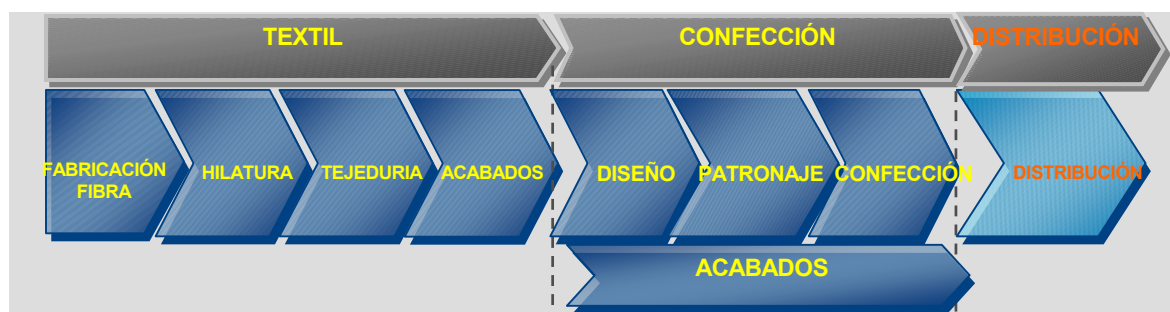 TEXTIL
CONFECCIÓN
DISTRIBUCIÓN
FABRICACIÓN
FIBRA
HILATURA
TEJEDURIA
ACABADOS
DISEÑO
PATRONAJE
CONFECCIÓN
DISTRIBUCIÓN
ACABADOS